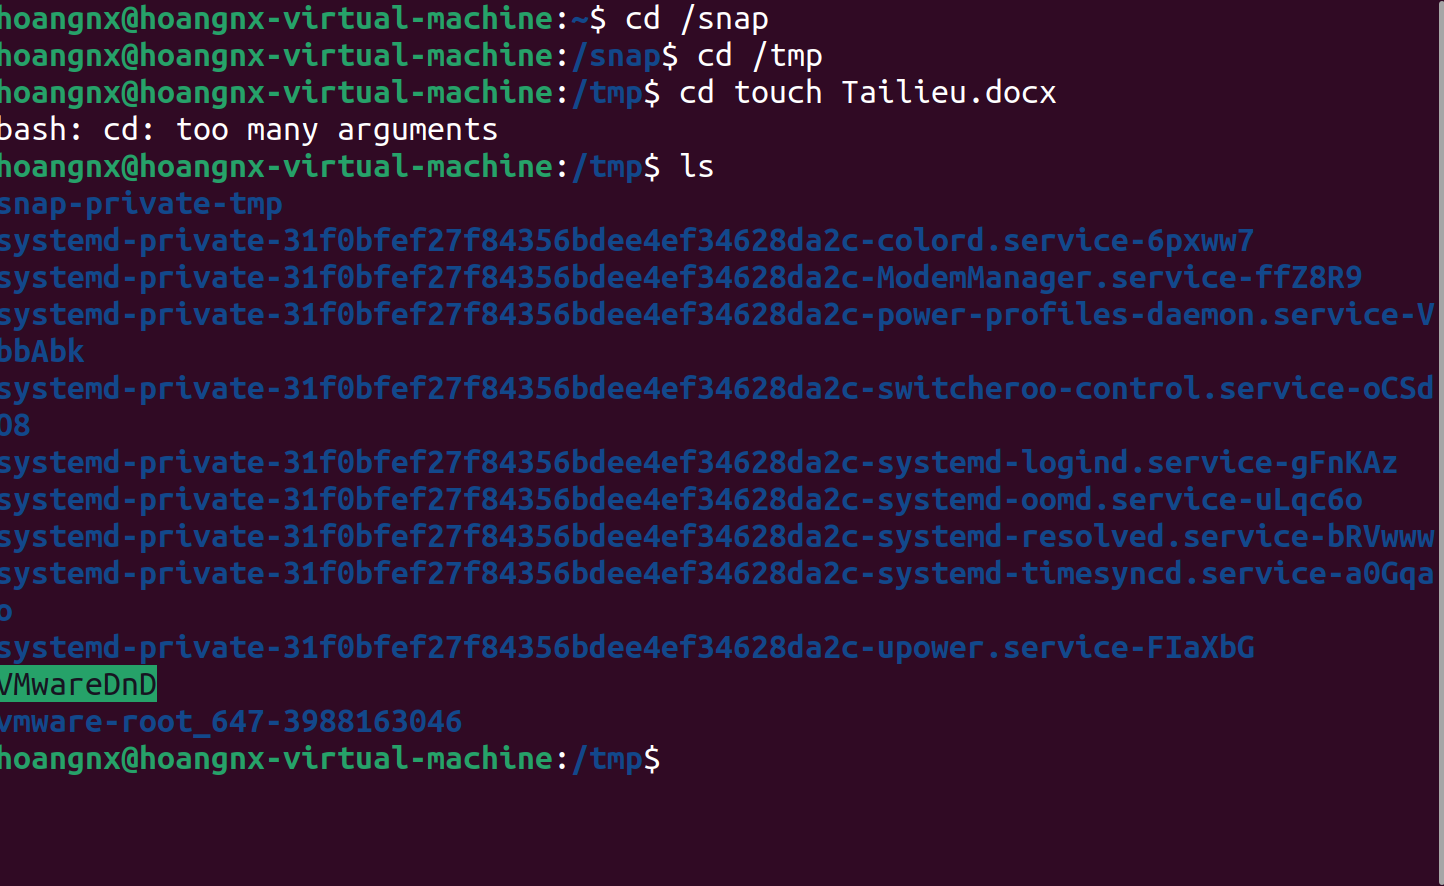 hoangnx@hoangnx-virtual-machine:~$ cd /snap
hoangnx@hoangnx-virtual-machine:/snap$ cd /tmp
hoangnx@hoangnx-virtual-machine:/tmp$ cd touch Tailieu.docx
bash: cd: too many arguments
hoangnx@hoangnx-virtual-machine:/tmp$ ls
snap-private-tmp
systemd-private-31f0bfef27f84356bdee4ef34628da2c-colord.service-6pxww7
systemd-private-31f0bfef27f84356bdee4ef34628da2c-ModemManager.service-ffZ8R9
systemd-private-31f0bfef27f84356bdee4ef34628da2c-power-profiles-daemon.service-V
bbAbk
systemd-private-31f0bfef27f84356bdee4ef34628da2c-switcheroo-control.service-oCSd
O8
systemd-private-31f0bfef27f84356bdee4ef34628da2c-systemd-logind.service-gFnKAz
systemd-private-31f0bfef27f84356bdee4ef34628da2c-systemd-oomd.service-uLqc6o
systemd-private-31f0bfef27f84356bdee4ef34628da2c-systemd-resolved.service-bRVwww
systemd-private-31f0bfef27f84356bdee4ef34628da2c-systemd-timesyncd.service-a0Gqa
o
systemd-private-31f0bfef27f84356bdee4ef34628da2c-upower.service-FIaXbG
VMwareDnD
vmware-root_647-3988163046
hoangnx@hoangnx-virtual-machine:/tmp$